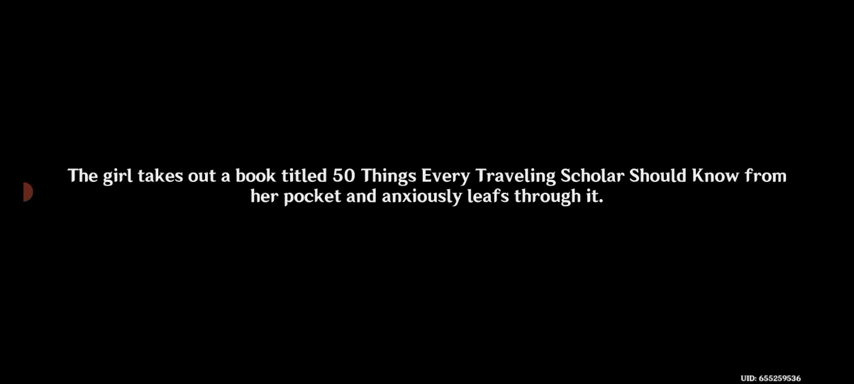 The girl takes out a book titled 50 Things Every Traveling Scholar Should Know from
her pocket and anxiously leafs through it.
UID: 655259536